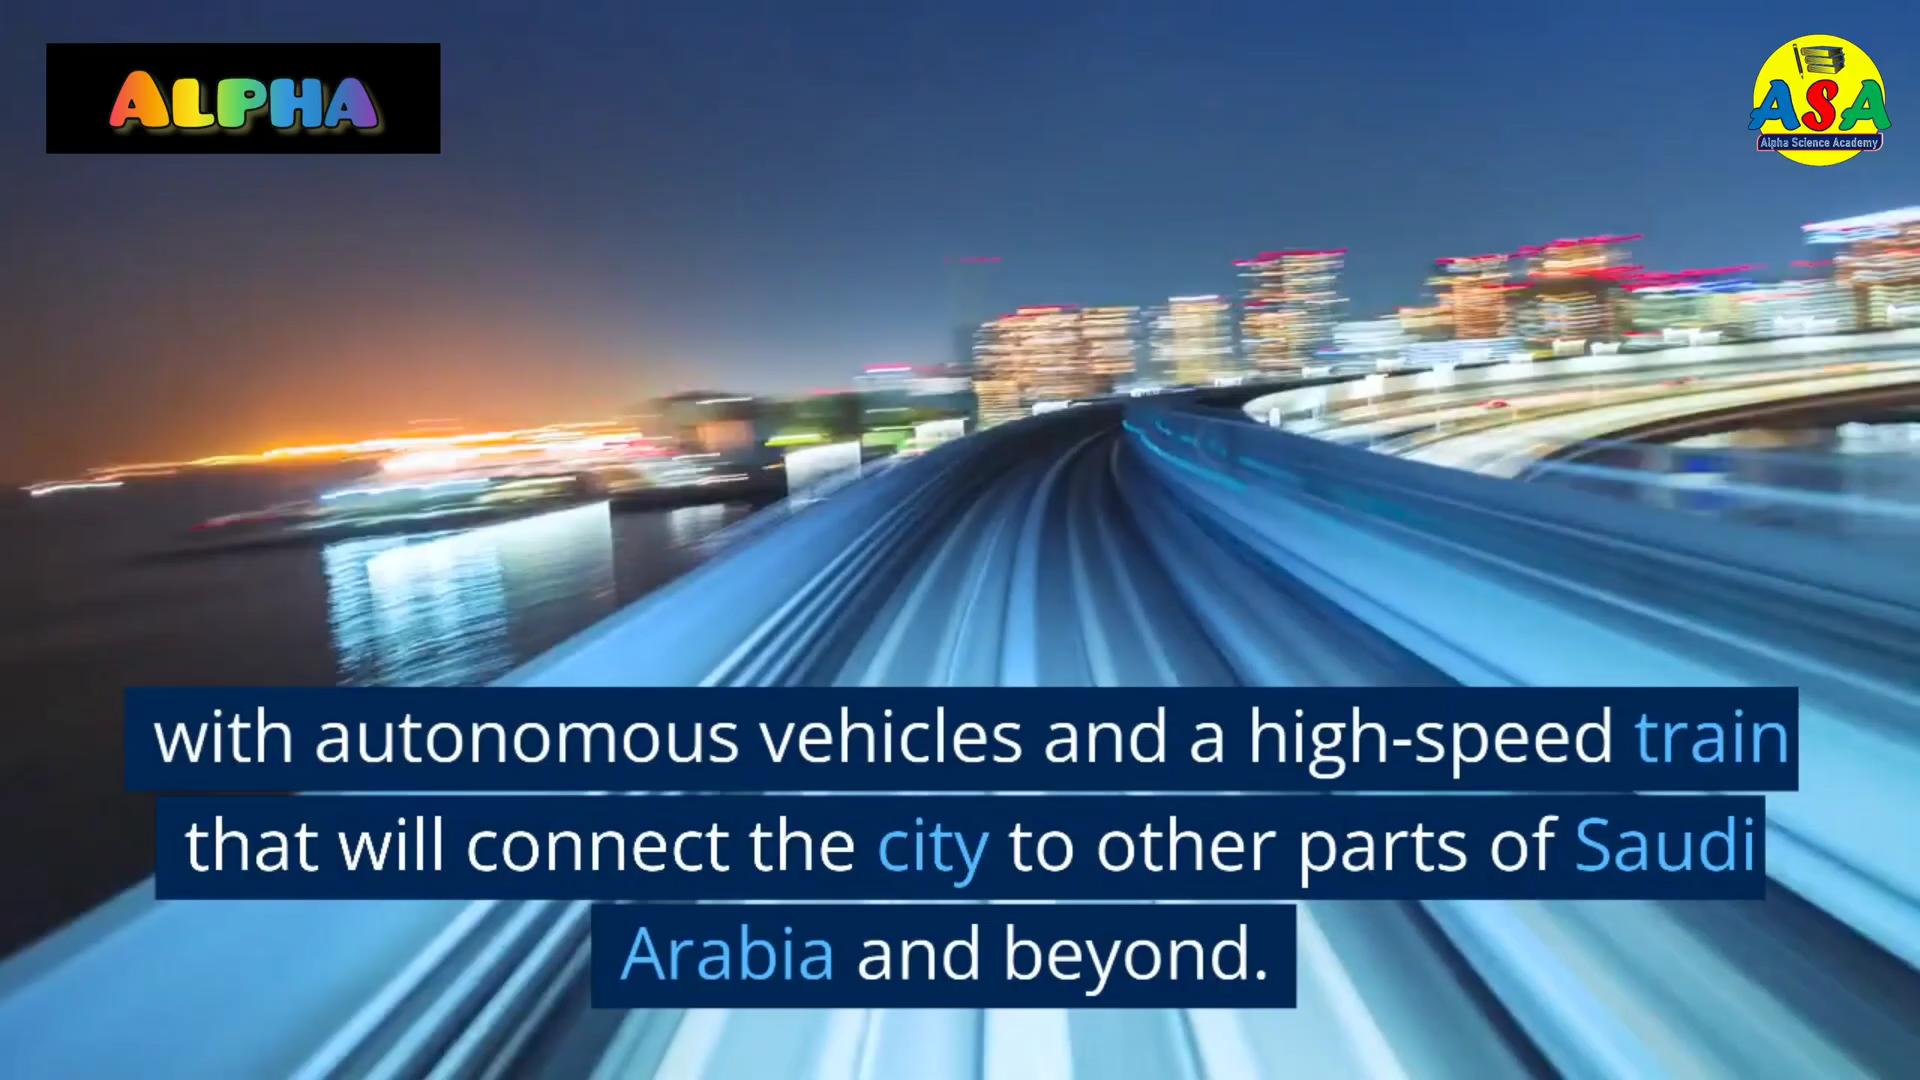 ALPHA
ASA
Alpha Science Academy
with autonomous vehicles and a high-speed train
that will connect the city to other parts of Saudi
Arabia and beyond.